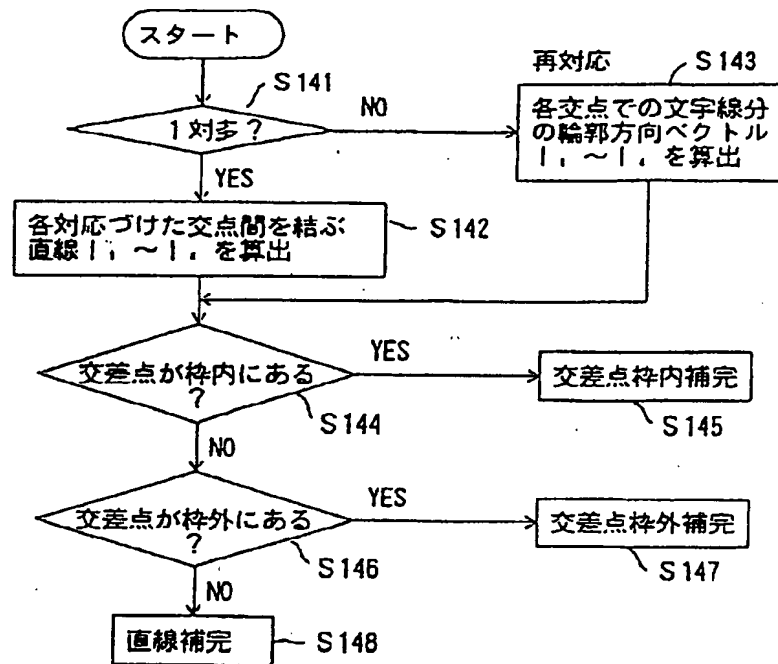 スタート
S141
1対多?
NO
YES
再対応
S143
各交点での文字線分
の輪郭方向ベクトル
を算出
各対応づけた交点間を結ぶ
直線 を算出
S142
交差点が枠内にある
?
YES
S144
NO
交差点枠内補完
S145
交差点が枠外にある
?
YES
S146
NO
交差点枠外補完
S147
直線補完
S148